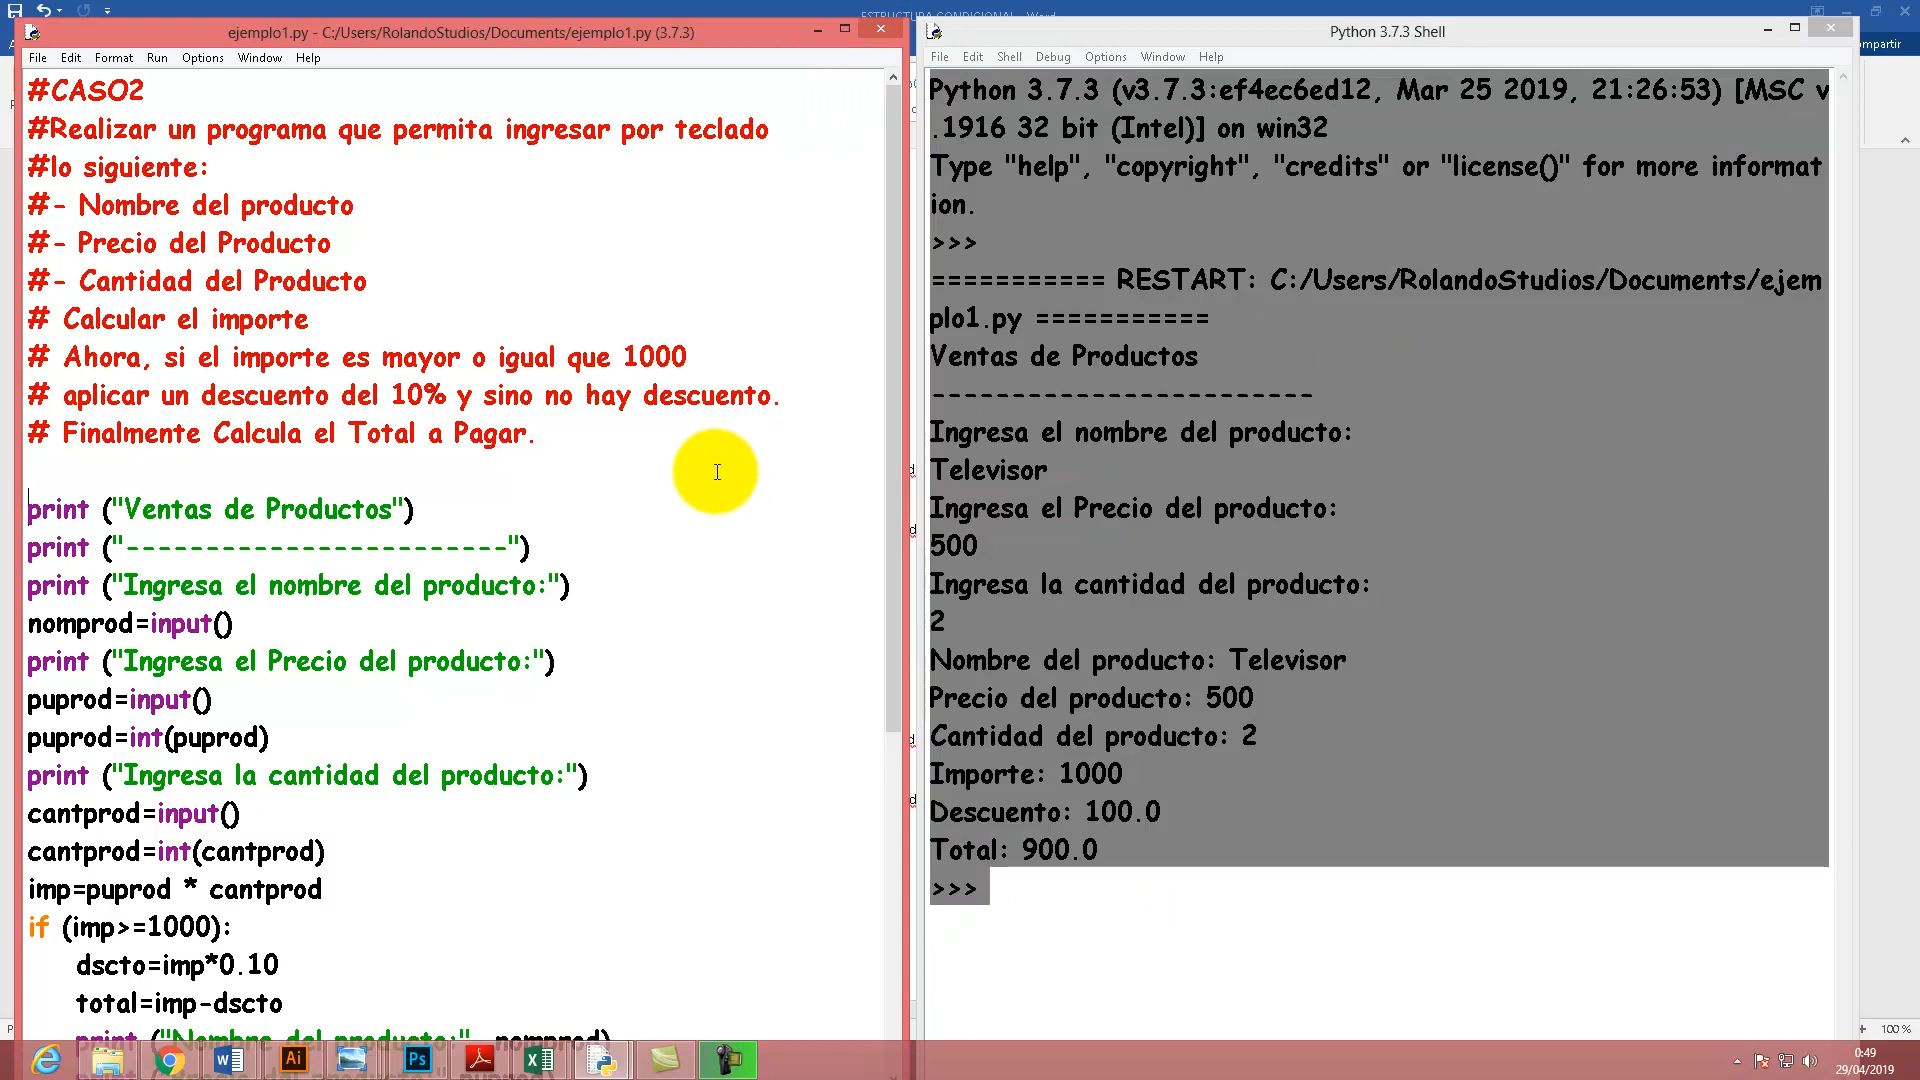 ESTRUCTURA CONDICIONAL - Word
ejemplo1.py - C:/Users/RolandoStudios/Documents/ejemplo1.py (3.7.3)
File Edit Format Run Options Window Help
#CASO2
#Realizar un programa que permita ingresar por teclado
#lo siguiente:
#- Nombre del producto
#- Precio del Producto
#- Cantidad del Producto
# Calcular el importe
# Ahora, si el importe es mayor o igual que 1000
# aplicar un descuento del 10% y sino no hay descuento.
# Finalmente Calcula el Total a Pagar.
print ("Ventas de Productos")
print ("------------------------")
print ("Ingresa el nombre del producto:")
nomprod=input()
print ("Ingresa el Precio del producto:")
puprod=input()
puprod=int(puprod)
print ("Ingresa la cantidad del producto:")
cantprod=input()
cantprod=int(cantprod)
imp=puprod * cantprod
if (imp>=1000):
dscto=imp*0.10
total=imp-dscto
print ("Nombre del producto:", nomprod)
Python 3.7.3 Shell
File Edit Shell Debug Options Window Help
Python 3.7.3 (v3.7.3:ef4ec6ed12, Mar 25 2019, 21:26:53) [MSC v
.1916 32 bit (Intel)] on win32
Type "help", "copyright", "credits" or "license()" for more informat
ion.
>>>
=========== RESTART: C:/Users/RolandoStudios/Documents/ejem
plo1.py ===========
Ventas de Productos
------------------------
Ingresa el nombre del producto:
Televisor
Ingresa el Precio del producto:
500
Ingresa la cantidad del producto:
2
Nombre del producto: Televisor
Precio del producto: 500
Cantidad del producto: 2
Importe: 1000
Descuento: 100.0
Total: 900.0
>>>
mpartir
100 %
0:49
29/04/2019